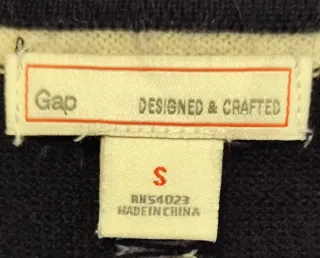 Gap DESIGNED & CRAFTED
S
RN54023
MADE IN CHINA